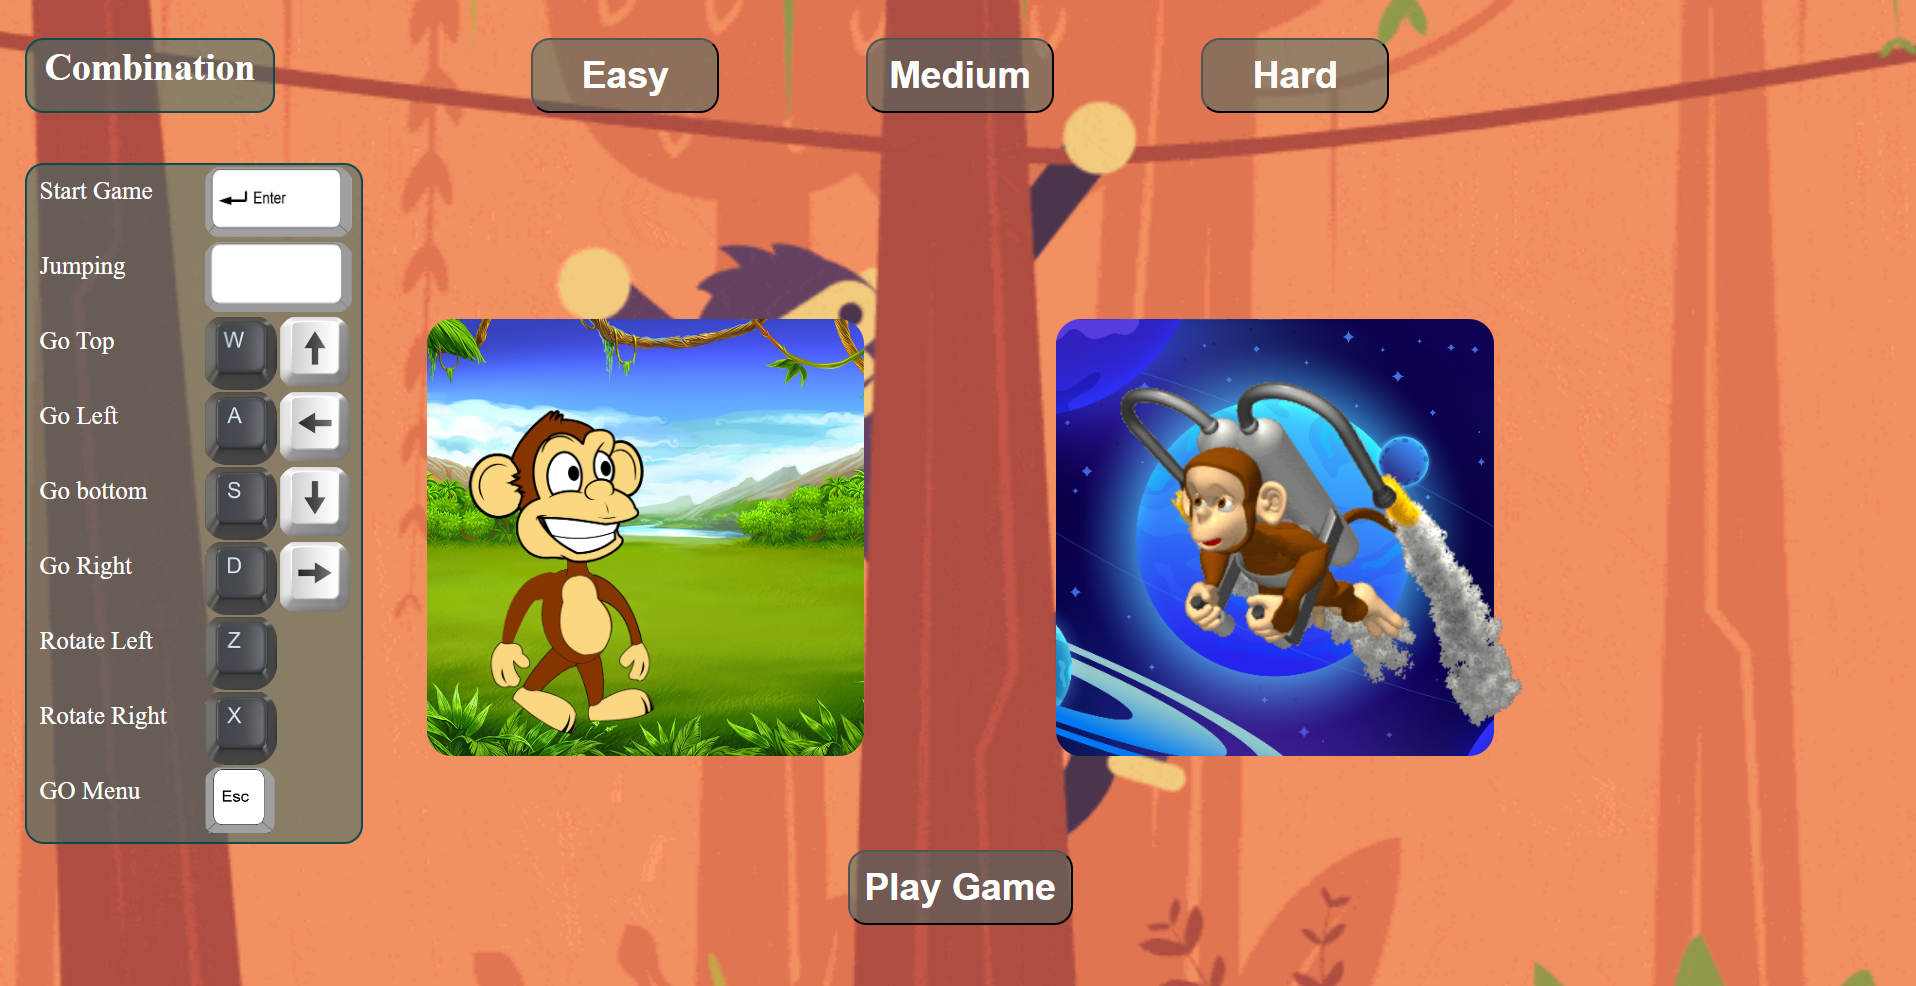 Combination
Easy
Medium
Hard
Start Game
Enter
Jumping
Go Top
W
Go Left
A
Go bottom
S
Go Right
D
Rotate Left
Z
Rotate Right
X
GO Menu
Esc
Play Game